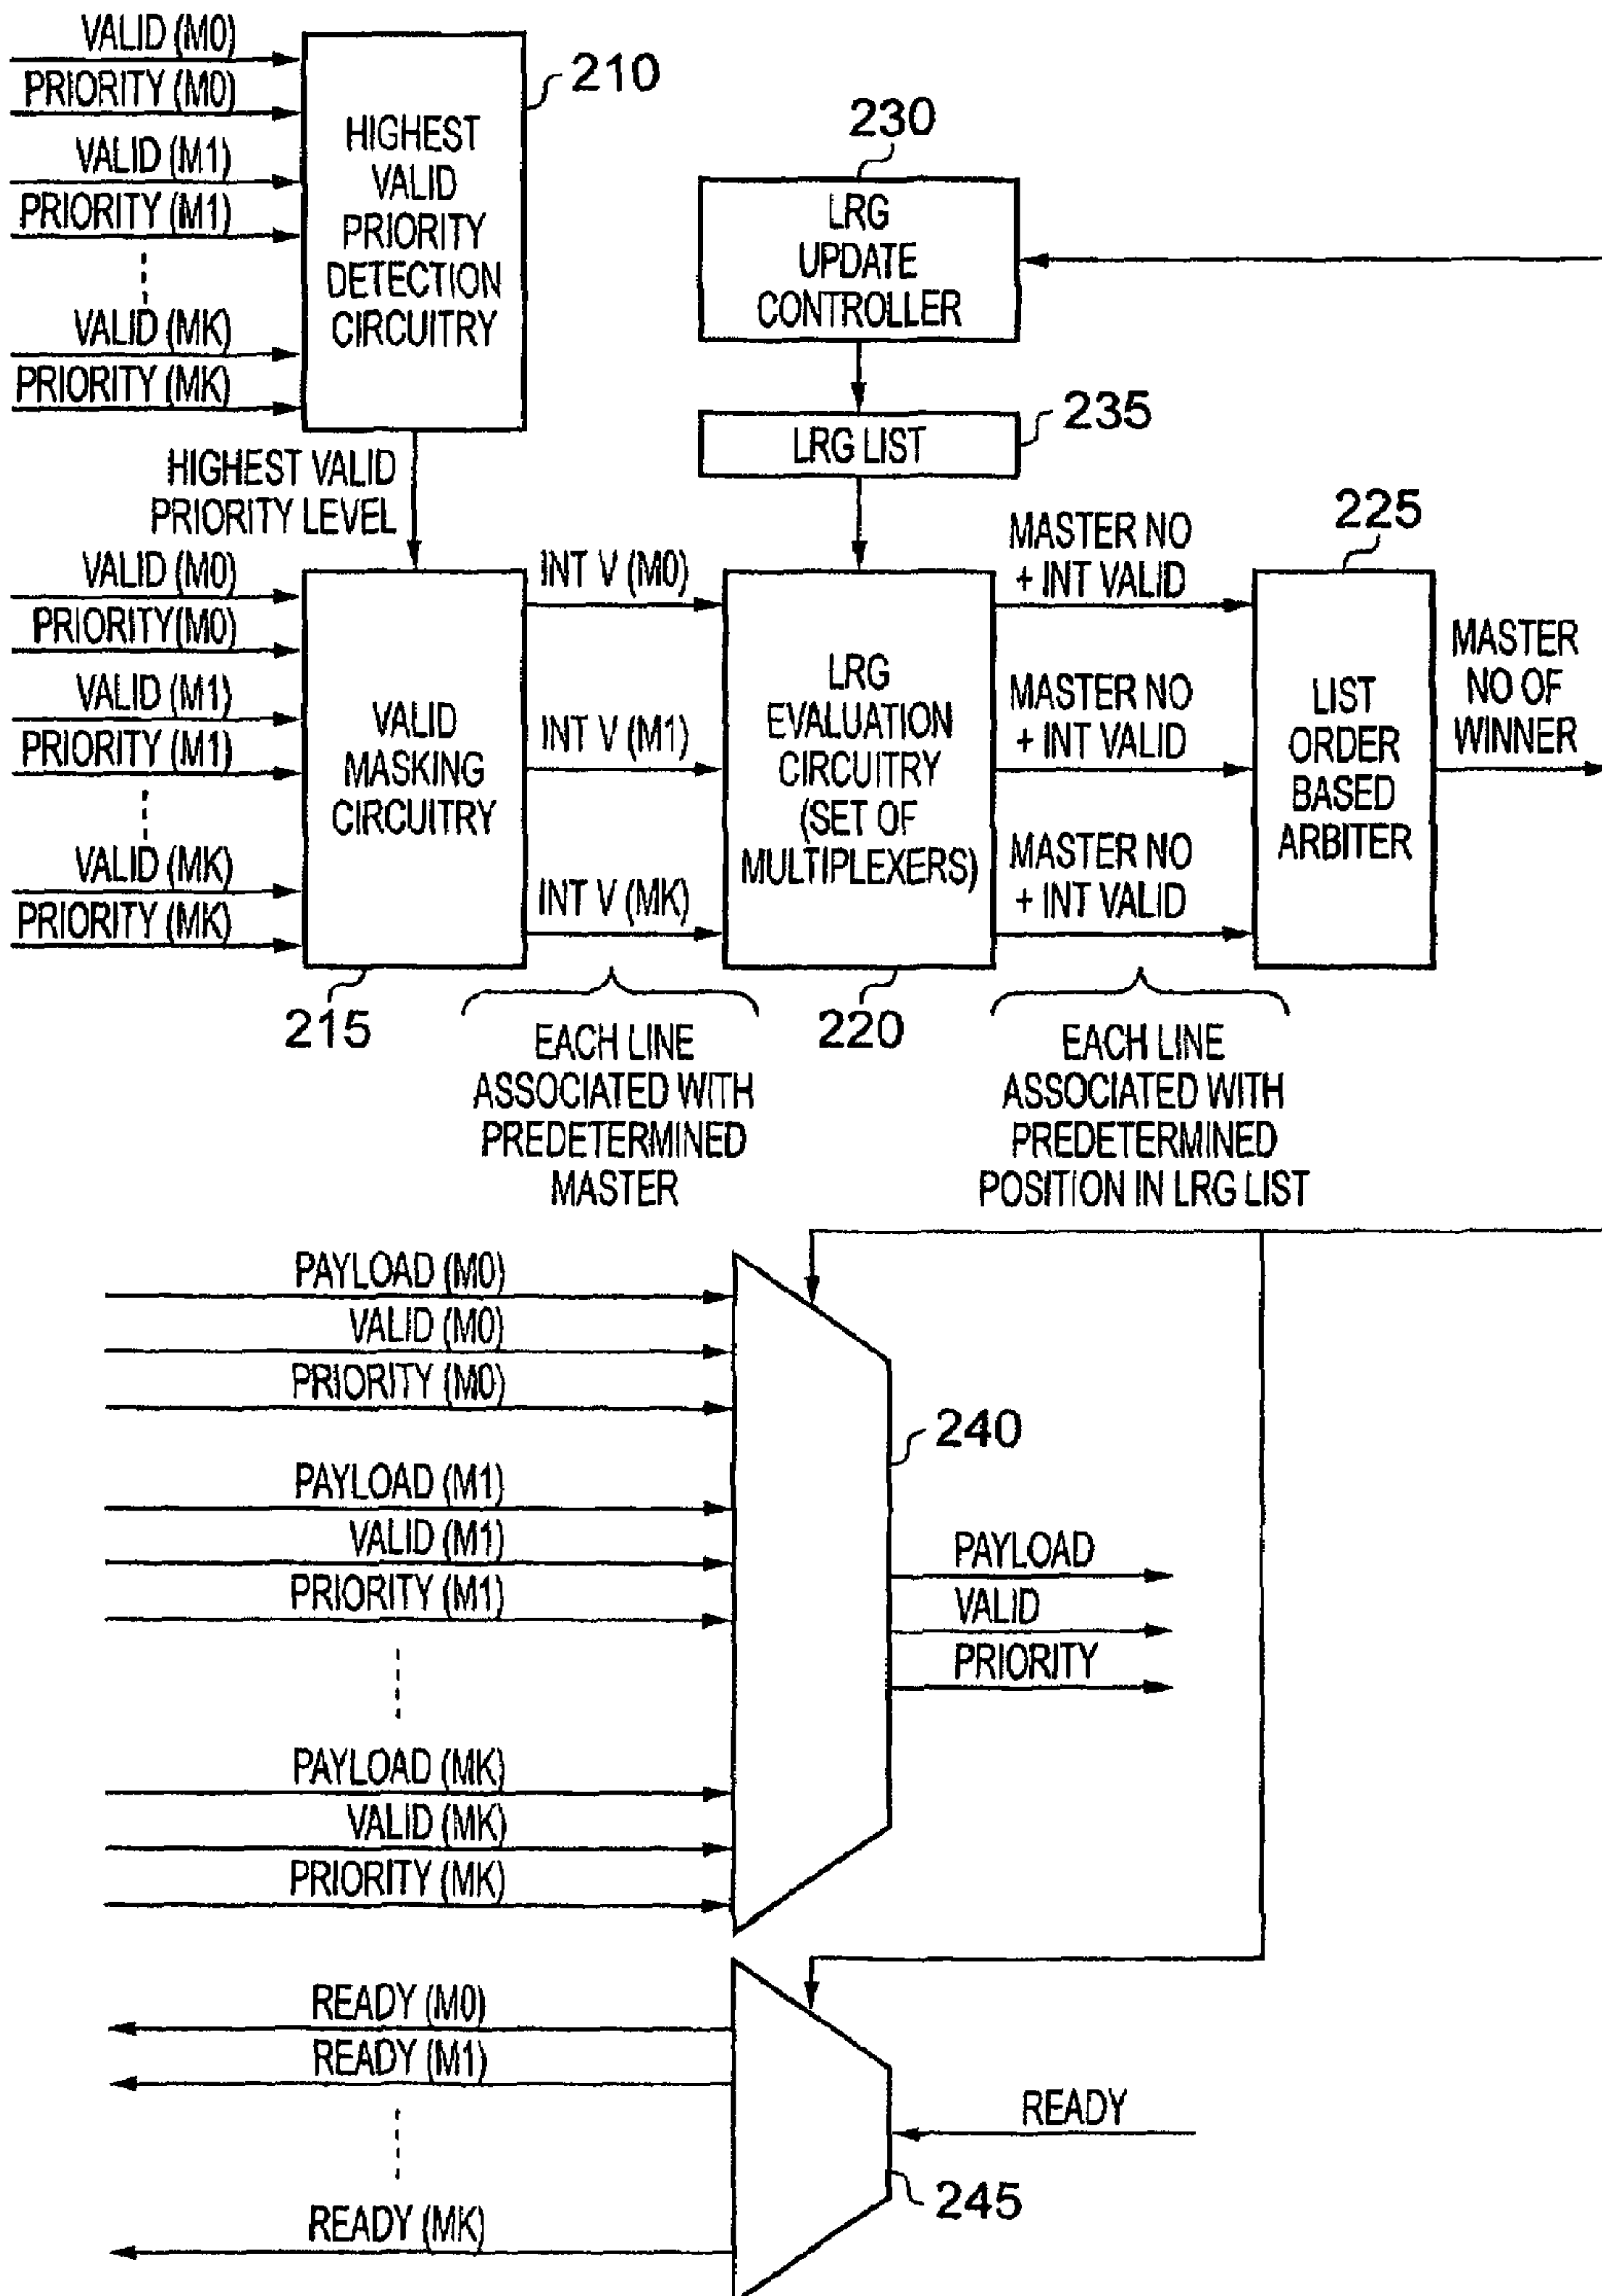 VALID (M0)
PRIORITY (M0)
VALID (M1)
PRIORITY (M1)
VALID (MK)
PRIORITY (MK)
HIGHEST
VALID
PRIORITY
DETECTION
CIRCUITRY
210
230
LRG
UPDATE
CONTROLLER
235
LRG LIST
HIGHEST VALID
PRIORITY LEVEL
VALID (M0)
PRIORITY(M0)
VALID (M1)
PRIORITY (M1)
VALID (MK)
PRIORITY (MK)
VALID
MASKING
CIRCUITRY
215
INT V (M0)
INT V (M1)
INT V (MK)
LRG
EVALUATION
CIRCUITRY
(SET OF
MULTIPLEXERS)
220
MASTER NO
+ INT VALID
MASTER NO
+ INT VALID
MASTER NO
+ INT VALID
225
LIST
ORDER
BASED
ARBITER
MASTER
NO OF
WINNER
EACH LINE
ASSOCIATED WITH
PREDETERMINED
MASTER
EACH LINE
ASSOCIATED WITH
PREDETERMINED
POSITION IN LRG LIST
PAYLOAD (M0)
VALID (M0)
PRIORITY (M0)
PAYLOAD (M1)
VALID (M1)
PRIORITY (M1)
PAYLOAD (MK)
VALID (MK)
PRIORITY (MK)
240
PAYLOAD
VALID
PRIORITY
READY (M0)
READY (M1)
READY (MK)
READY
245